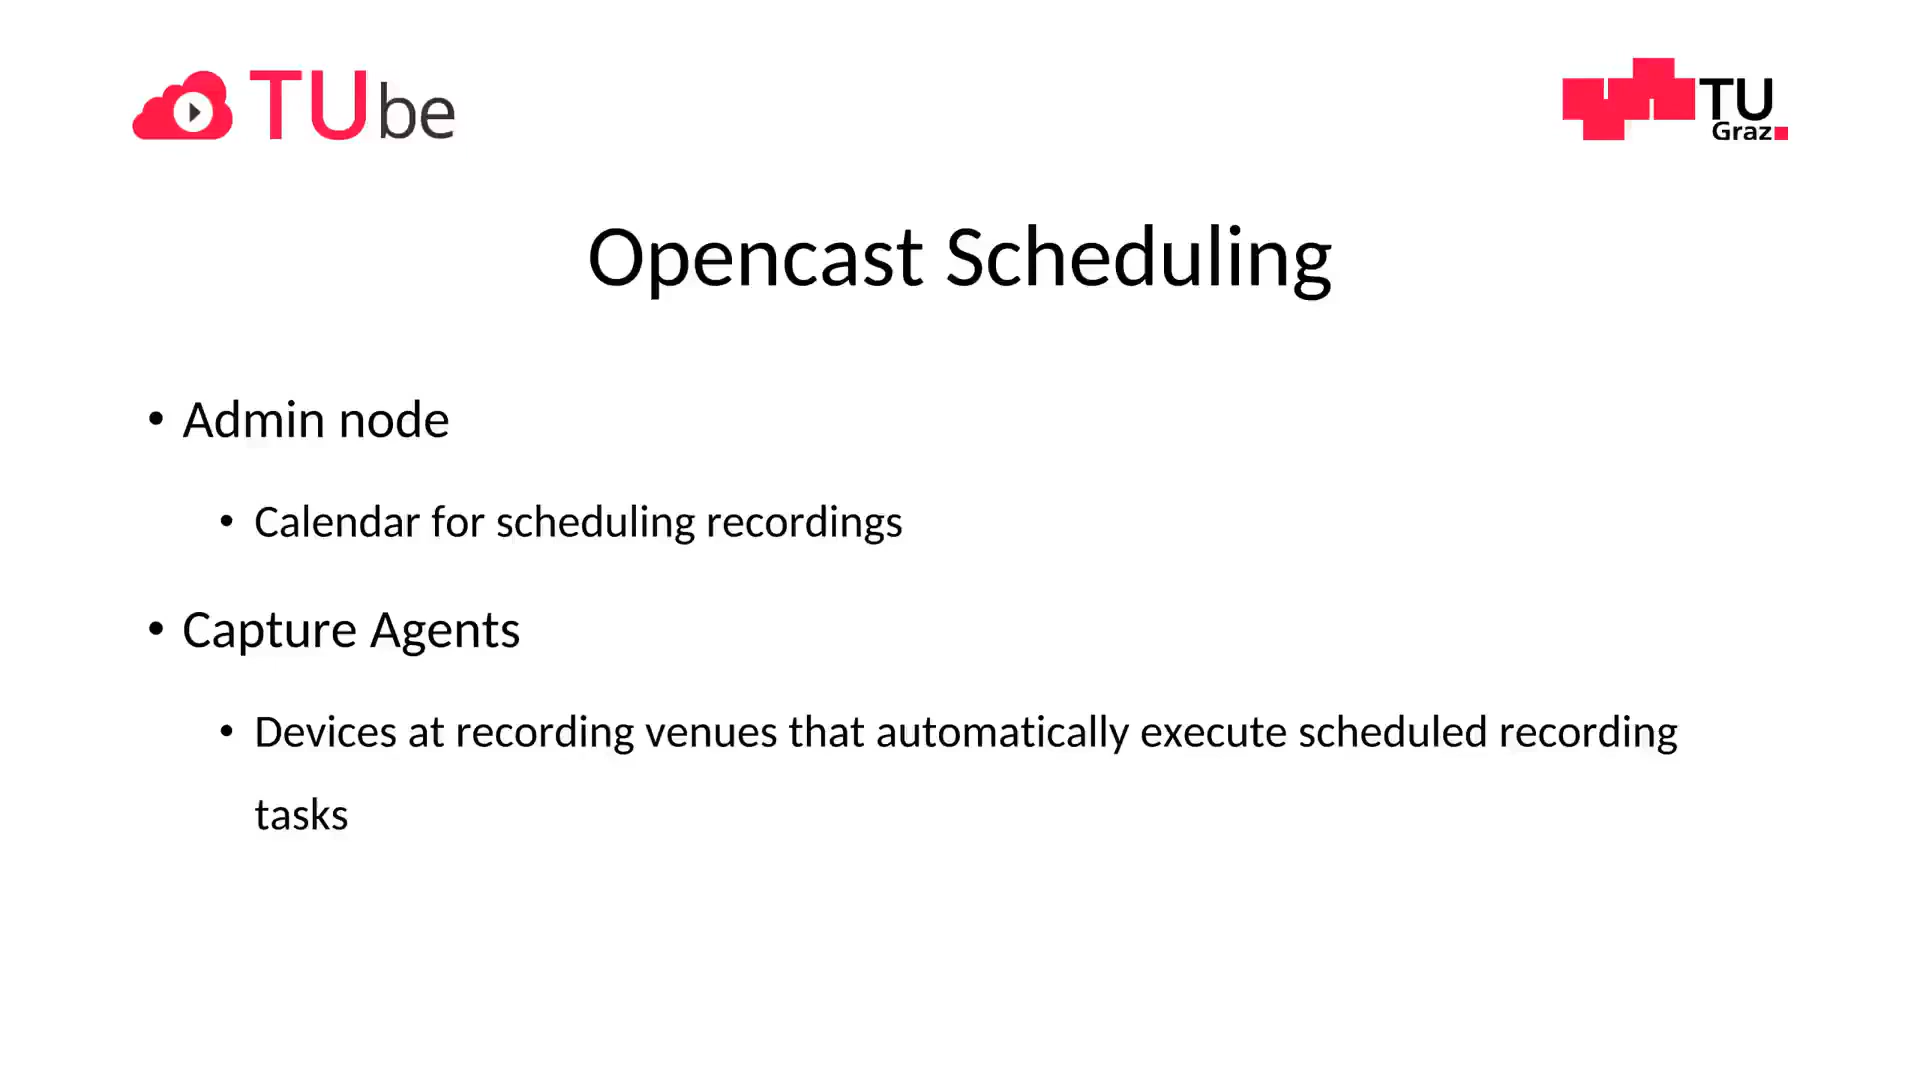 TUbe
TU
Graz
Opencast Scheduling
• Admin node
• Calendar for scheduling recordings
• Capture Agents
• Devices at recording venues that automatically execute scheduled recording
tasks